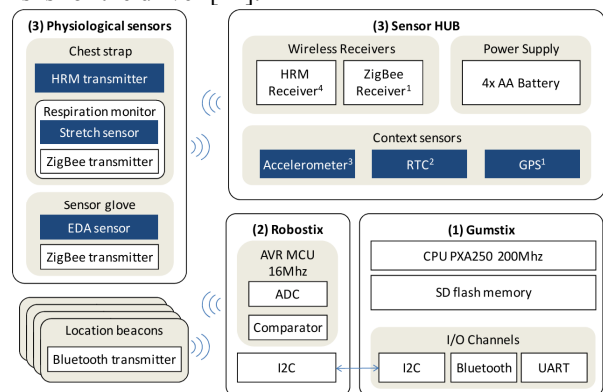 (3) Physiological sensors
Chest strap
HRM transmitter
Respiration monitor
Stretch sensor
ZigBee transmitter
Sensor glove
EDA sensor
ZigBee transmitter
Location beacons
Bluetooth transmitter
(3) Sensor HUB
Wireless Receivers
HRM
Receiver⁴
ZigBee
Receiver¹
Power Supply
4x AA Battery
Context sensors
Accelerometer³
RTC²
GPS¹
(2) Robostix
AVR MCU
16Mhz
ADC
Comparator
I2C
(1) Gumstix
CPU PXA250 200Mhz
SD flash memory
I/O Channels
I2C
Bluetooth
UART